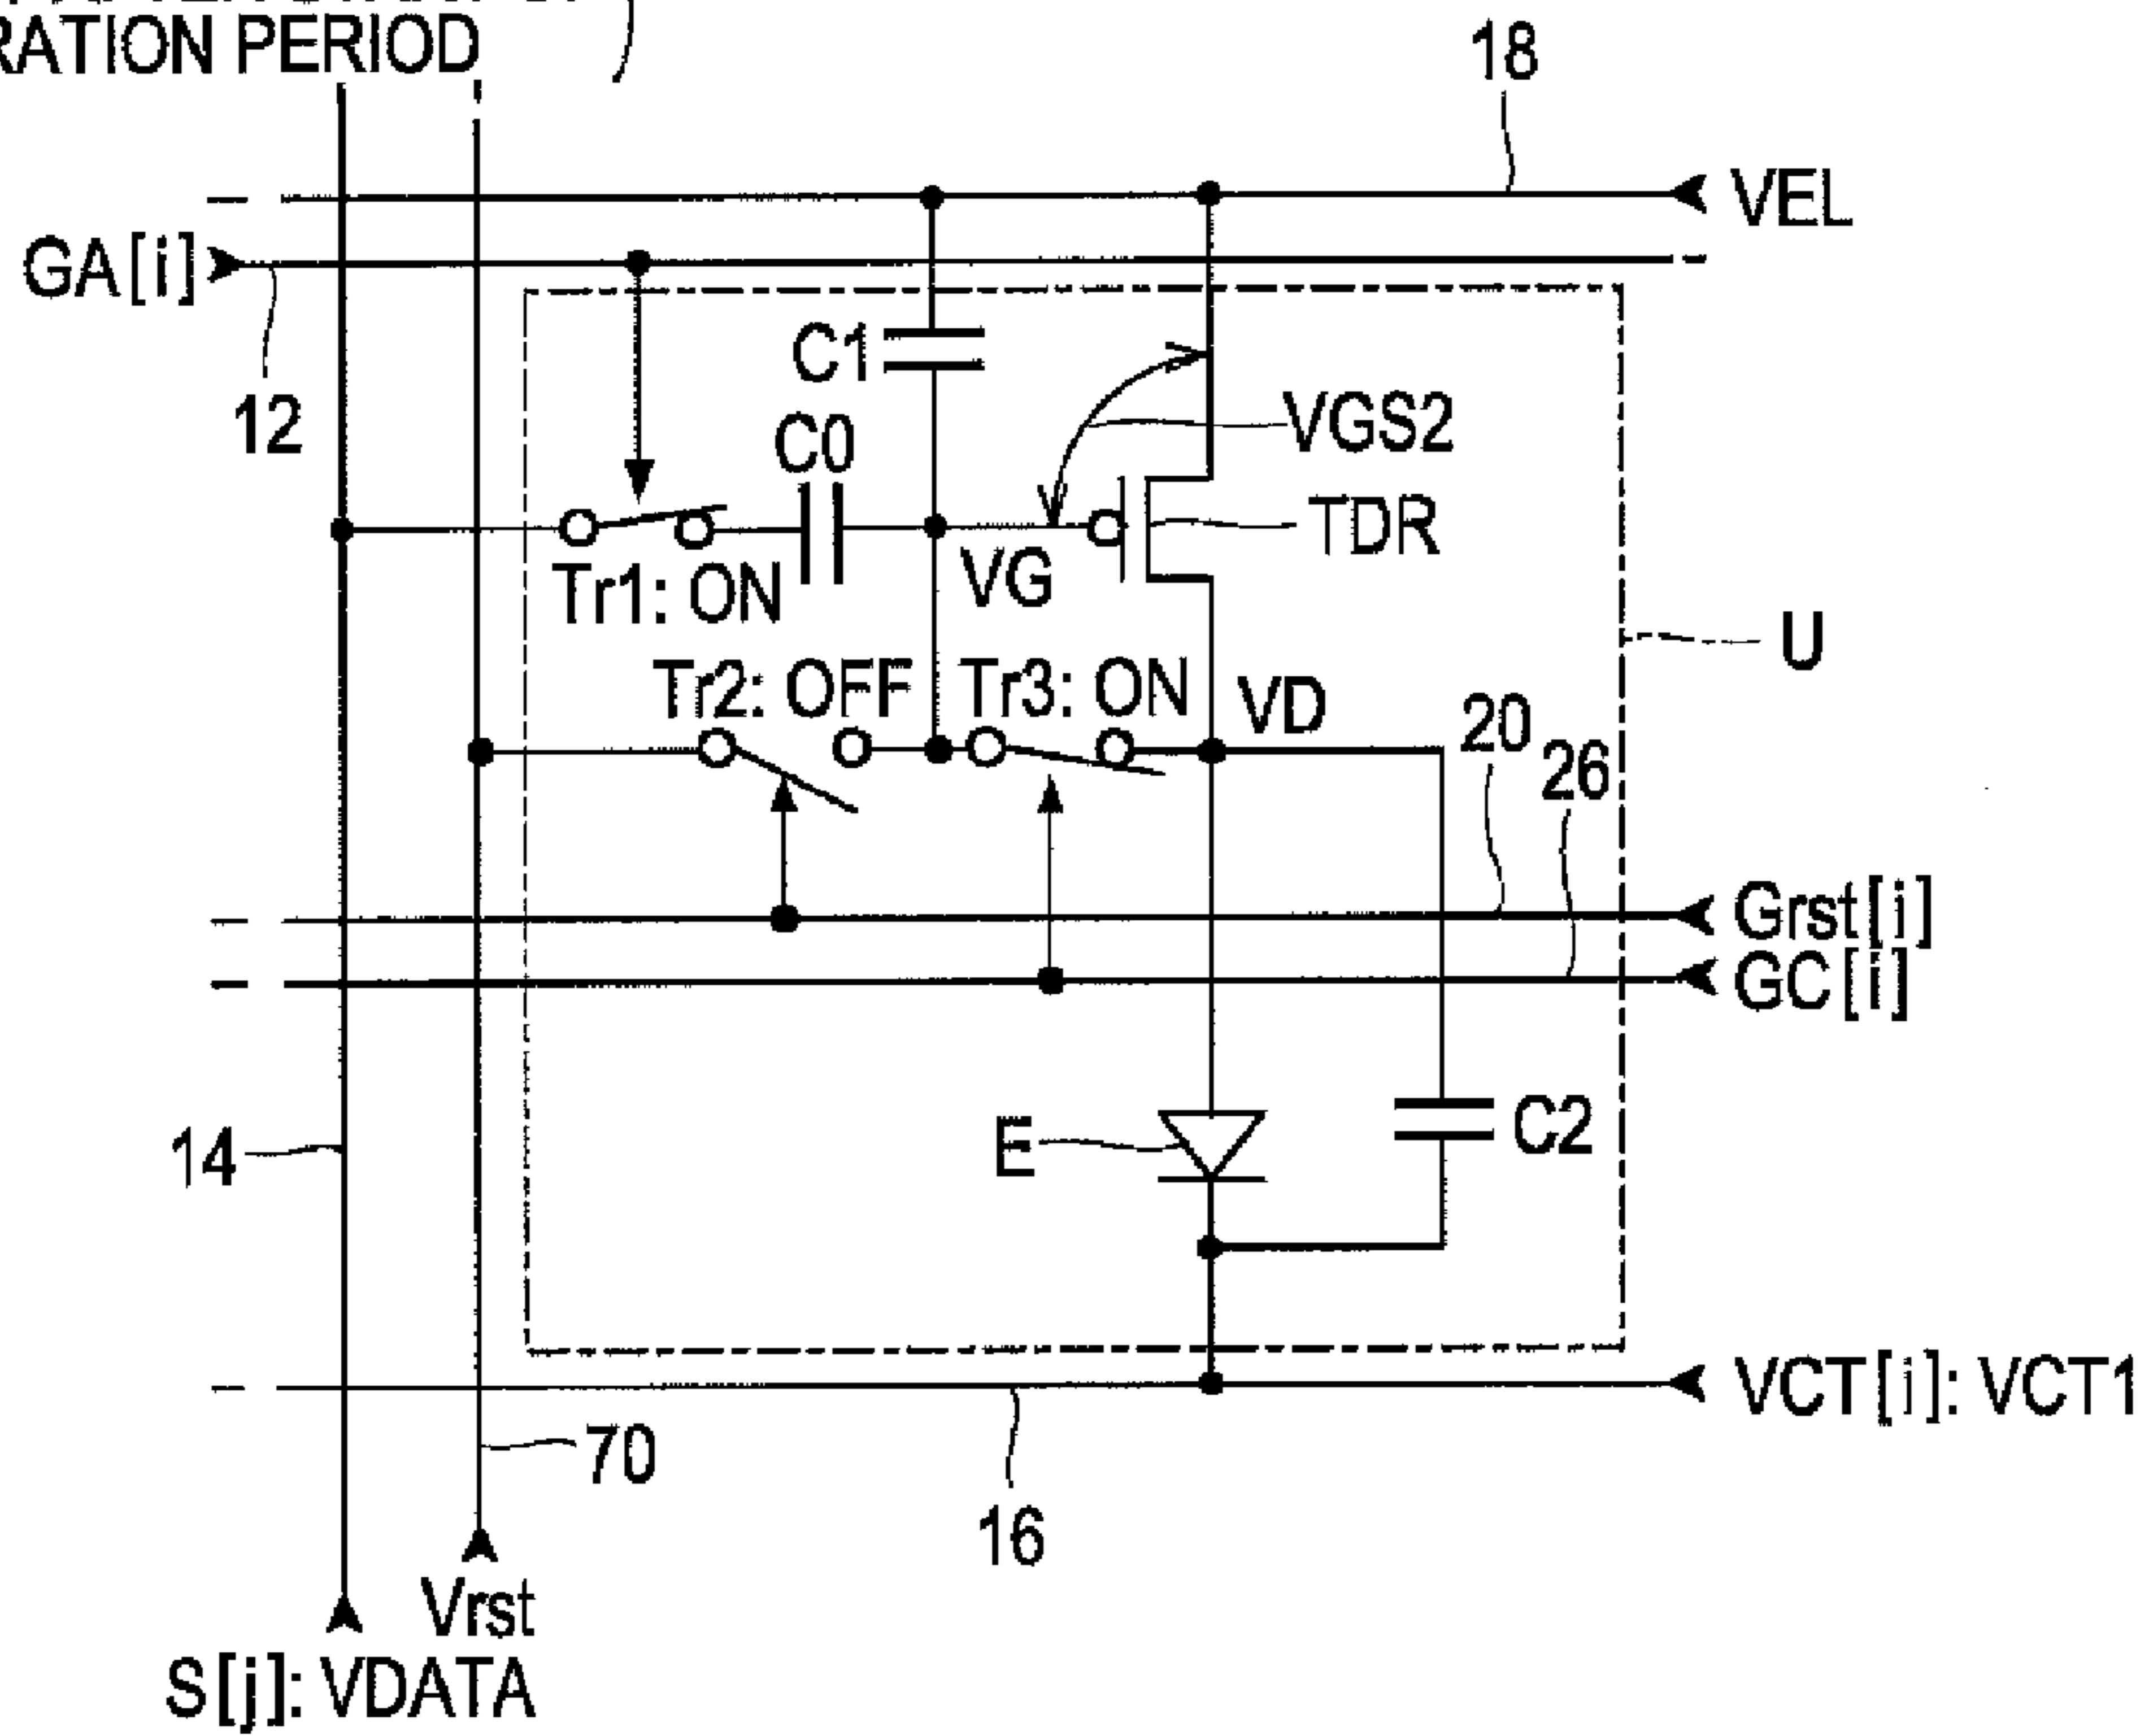 RATION PERIOD
18
VEL
GA[i]
12
C1
C0
VGS2
TDR
Tr1: ON
VG
U
Tr2: OFF
Tr3: ON
VD
20
26
Grst[i]
GC[i]
14
E
C2
VCT[i]: VCT1
70
16
Vrst
S[j]: VDATA